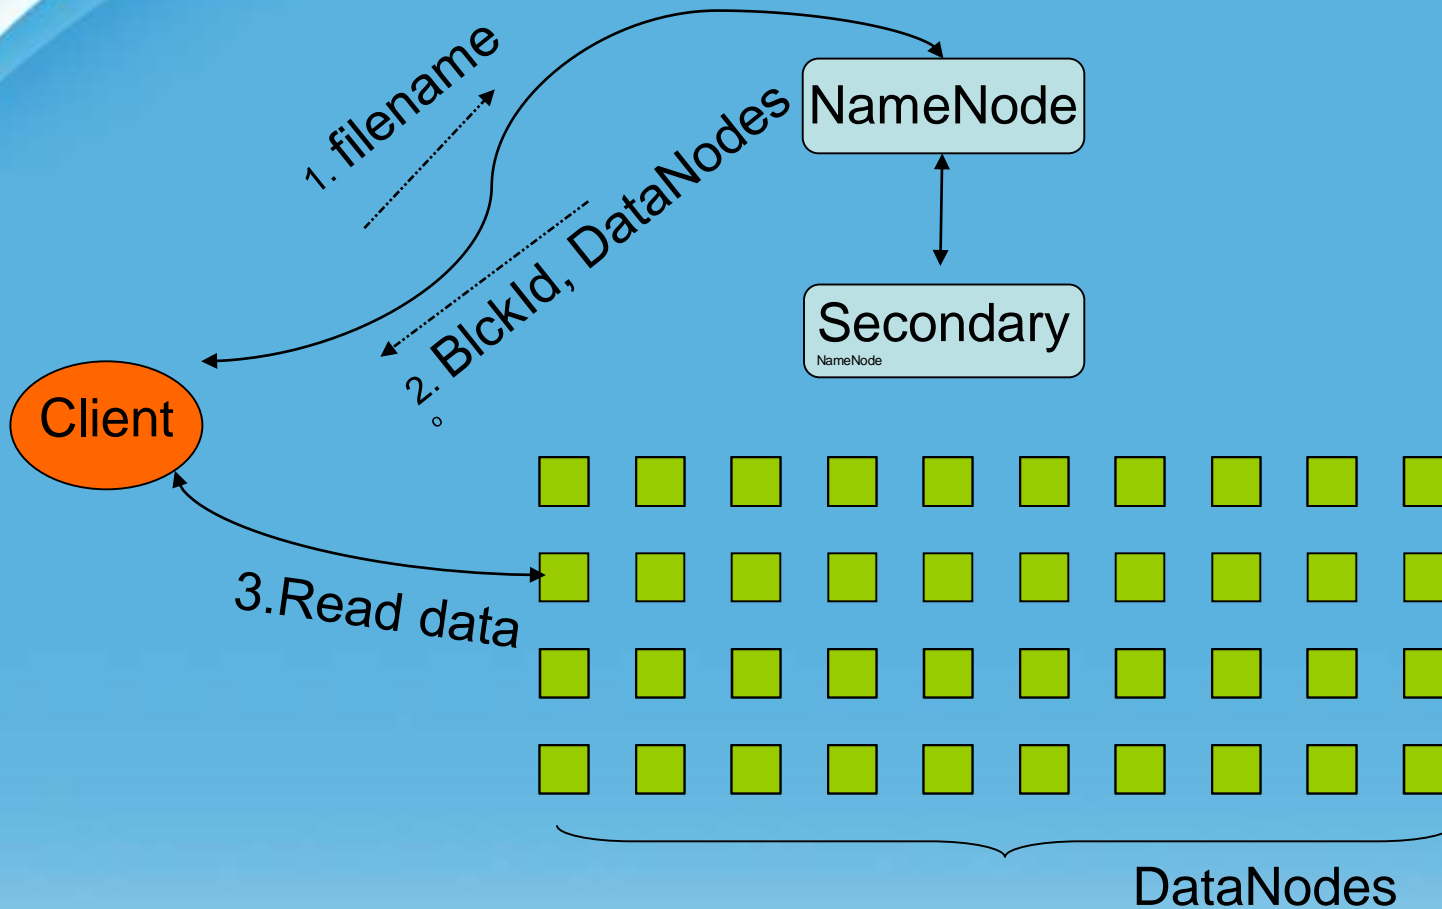 1. filename
NameNode
2. BlckId, DataNodes
o
Secondary
NameNode
Client
3.Read data
DataNodes